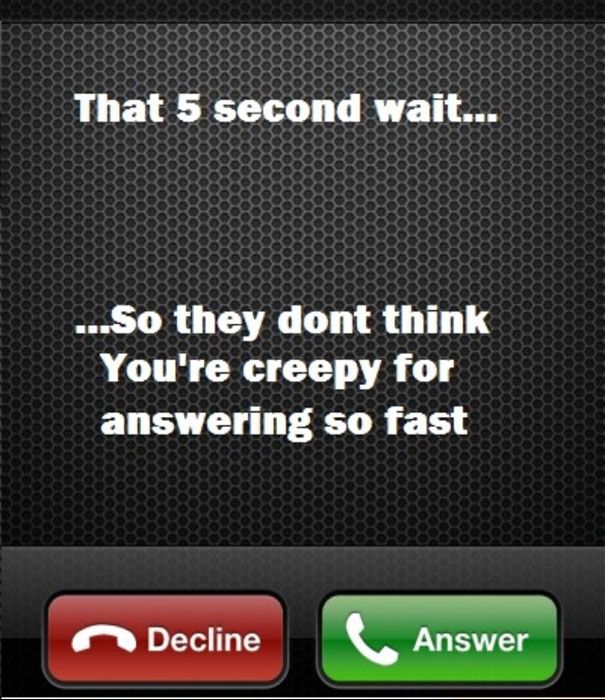 That 5 second wait...
...So they dont think
You're creepy for
answering so fast
Decline
Answer